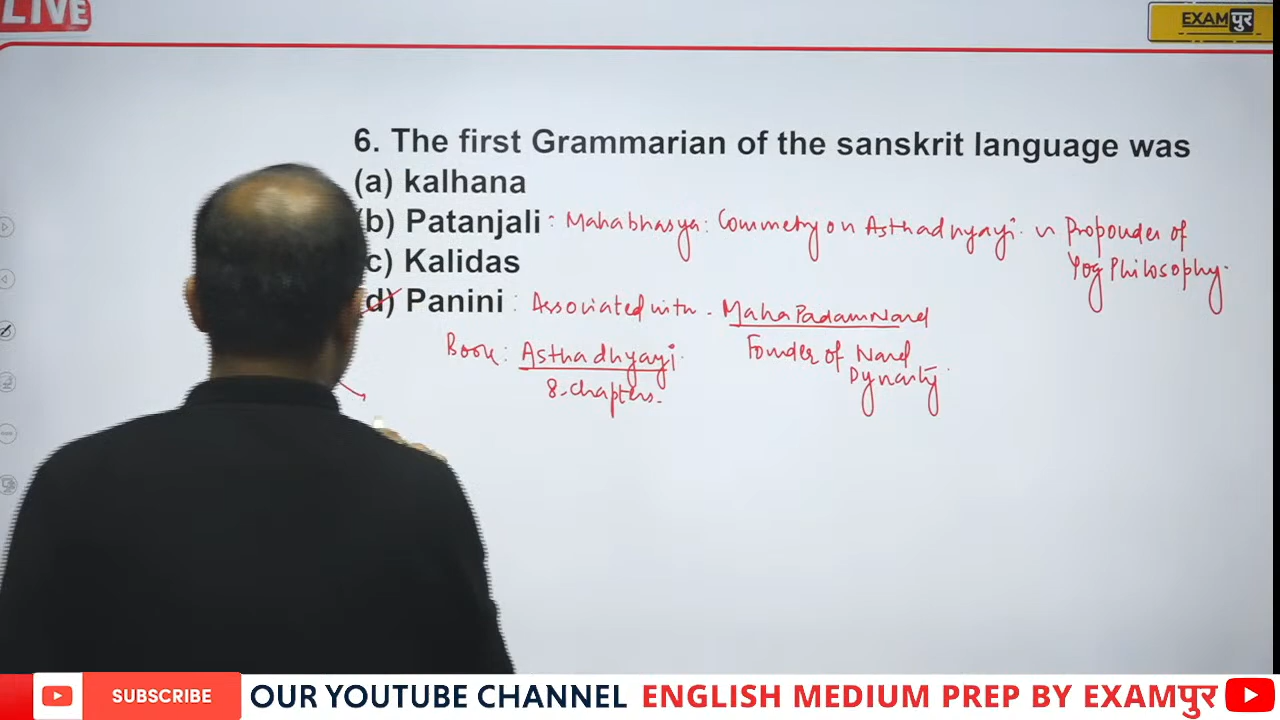 LIVE
EXAMपुर
6. The first Grammarian of the sanskrit language was
(a) kalhana
(b) Patanjali : Mahabhasya : Commetry on Asthadhyayi. Proponder of
Yog Philosophy.
c) Kalidas
d) Panini : Associated with - MahaPadamNand
Book : Asthadhyayi Founder of Nand
8-chapters. Dynasty
SUBSCRIBE OUR YOUTUBE CHANNEL ENGLISH MEDIUM PREP BY EXAMपुर